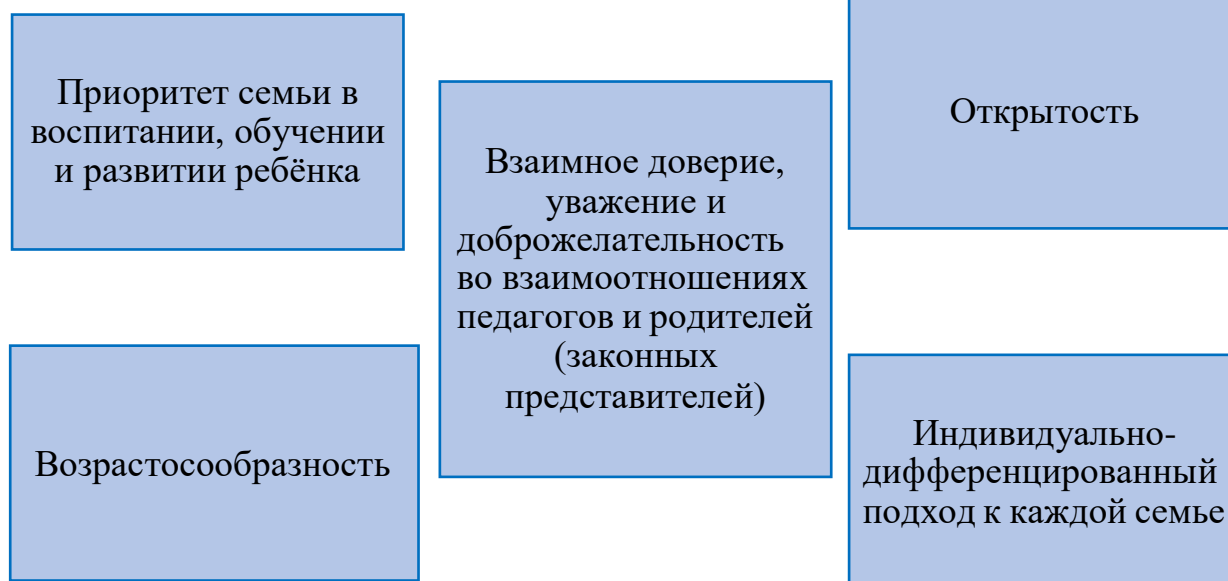 Приоритет семьи в
воспитании, обучении
и развитии ребёнка
Взаимное доверие,
уважение и
доброжелательность
во взаимоотношениях
педагогов и родителей
(законных
представителей)
Открытость
Возрастосообразность
Индивидуально-
дифференцированный
подход к каждой семье